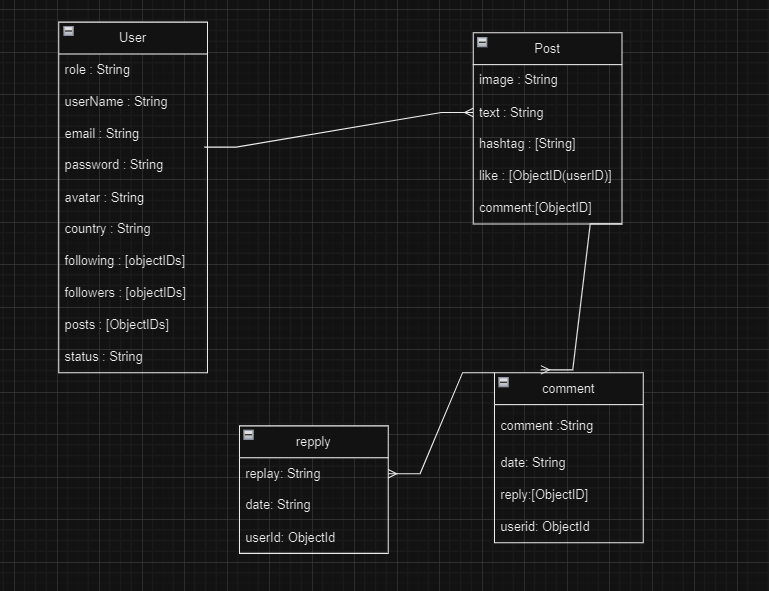 User
role : String
userName : String
email : String
password : String
avatar : String
country : String
following : [objectIDs]
followers : [objectIDs]
posts : [ObjectIDs]
status : String
Post
image : String
text : String
hashtag : [String]
like : [ObjectID(userID)]
comment:[ObjectID]
repply
replay: String
date: String
userId: ObjectId
comment
comment :String
date: String
reply:[ObjectID]
userid: ObjectId